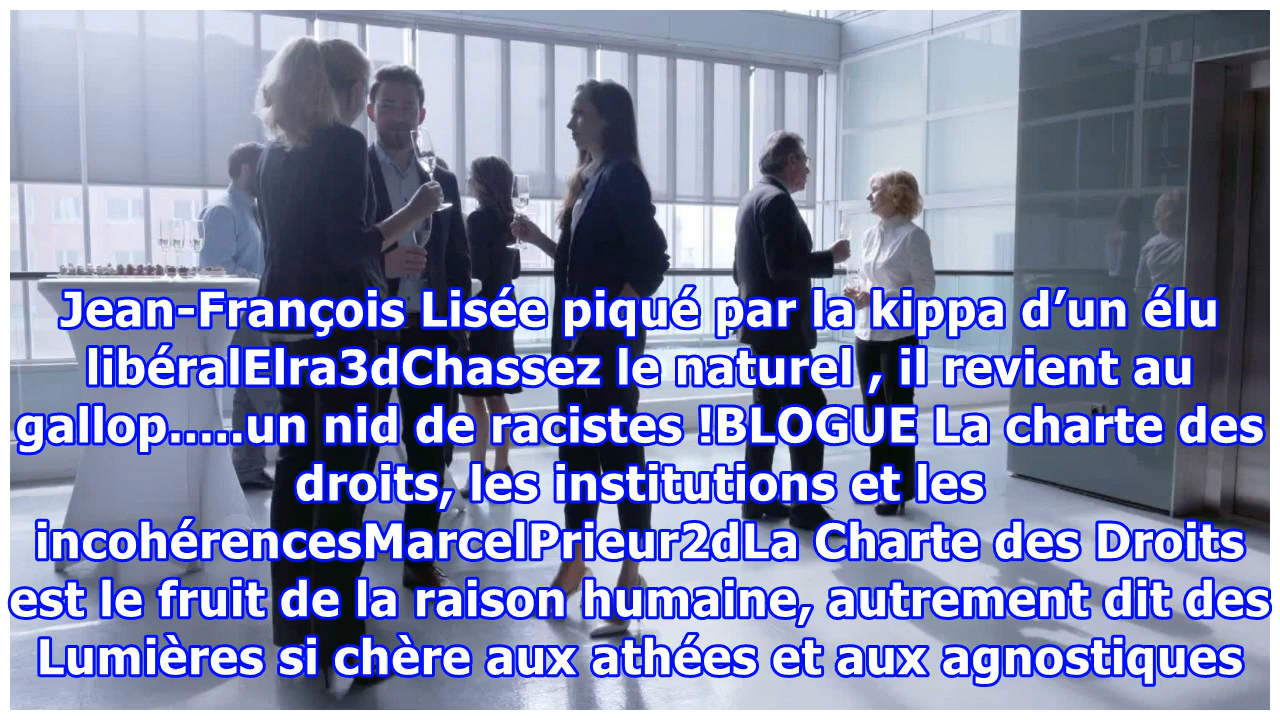 Jean-François Lisée piqué par la kippa d’un élu
libéralElra3dChassez le naturel , il revient au
gallop.....un nid de racistes !BLOGUE La charte des
droits, les institutions et les
incohérencesMarcelPrieur2dLa Charte des Droits
est le fruit de la raison humaine, autrement dit des
Lumières si chère aux athées et aux agnostiques